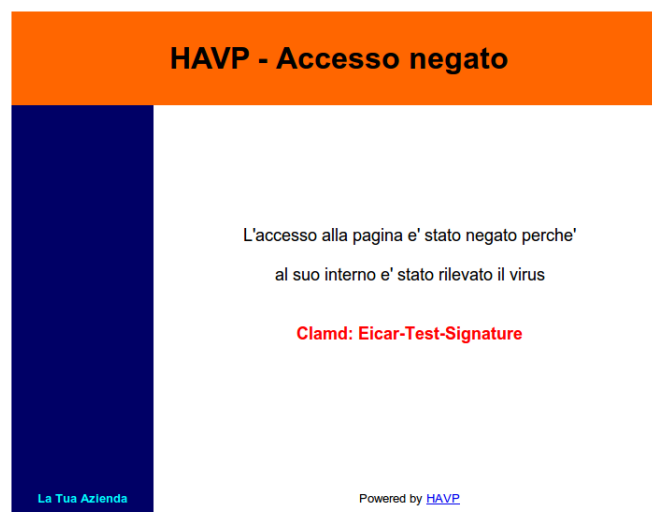 HAVP - Accesso negato
L'accesso alla pagina e' stato negato perche'
al suo interno e' stato rilevato il virus
Clamd: Eicar-Test-Signature
La Tua Azienda
Powered by HAVP